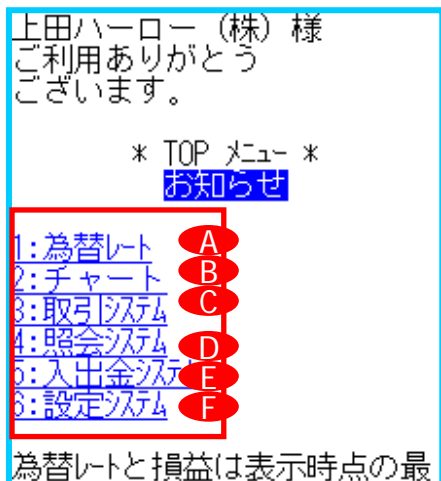 上田ハーロー（株）様
ご利用ありがとう
ございます。
* TOP ﾒﾆｭｰ *
お知らせ
1:為替ﾚｰﾄ A
2:チャート B
3:取引ｼｽﾃﾑ C
4:照会ｼｽﾃﾑ D
5:入出金ｼｽﾃﾑ E
6:設定ｼｽﾃﾑ F
為替ﾚｰﾄと損益は表示時点の最